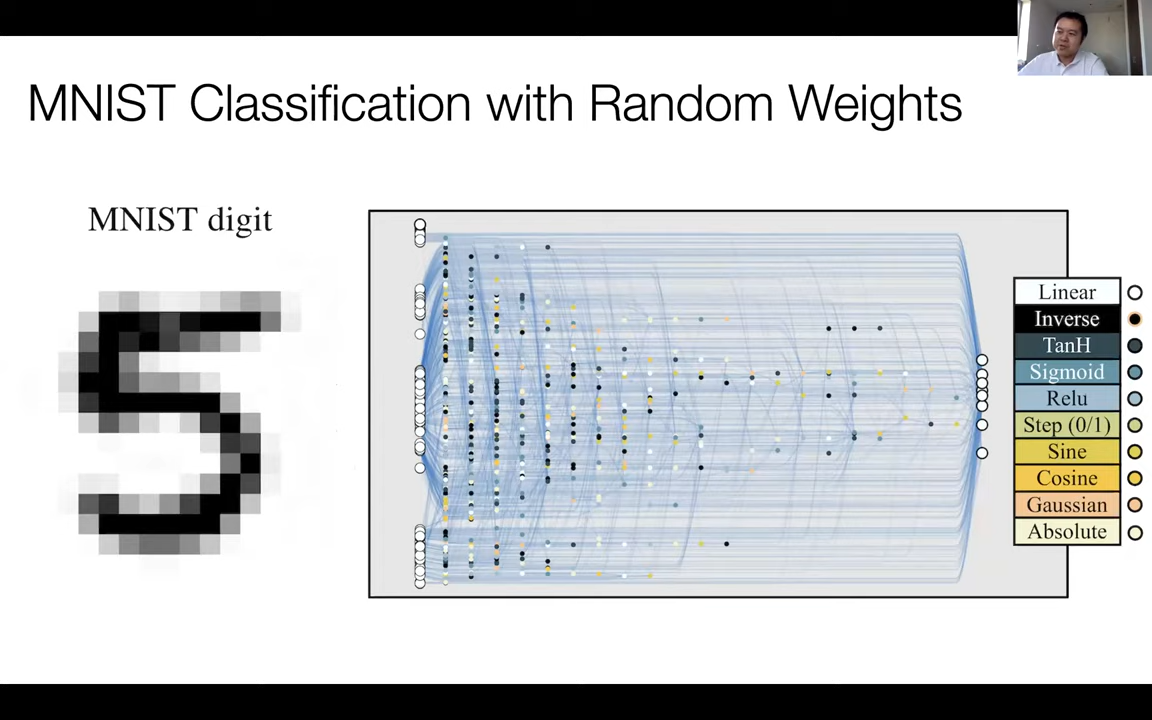 MNIST Classification with Random Weights
MNIST digit
Linear
Inverse
TanH
Sigmoid
Relu
Step (0/1)
Sine
Cosine
Gaussian
Absolute